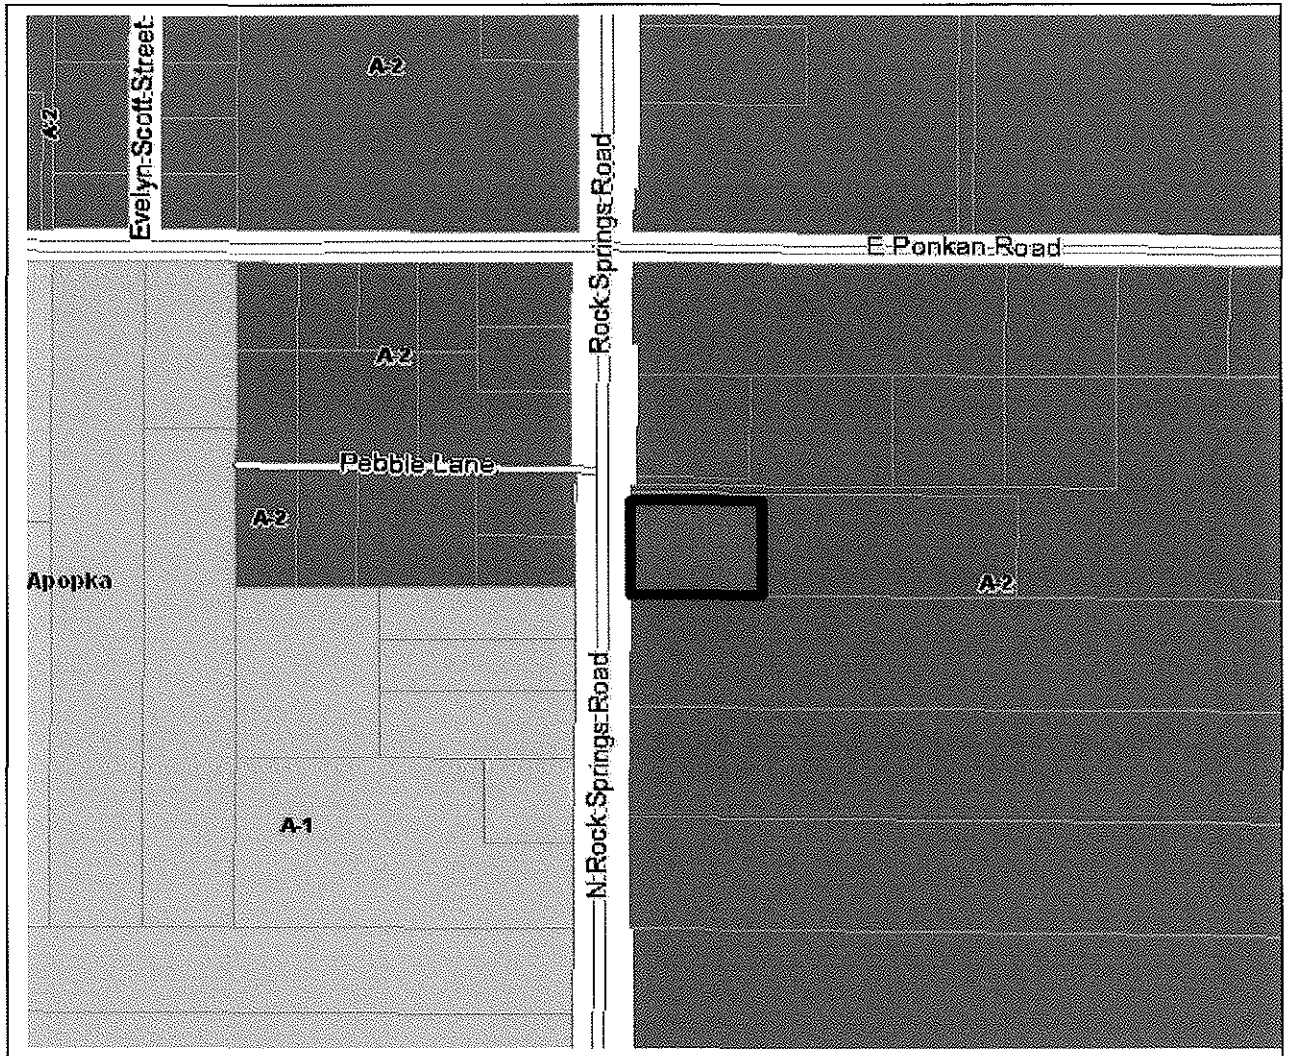 A-2
A-2
Evelyn Scott Street
Rock Springs Road
E Ponkan Road
A-2
Pebble Lane
A-2
Apopka
A-2
N Rock Springs Road
A-1